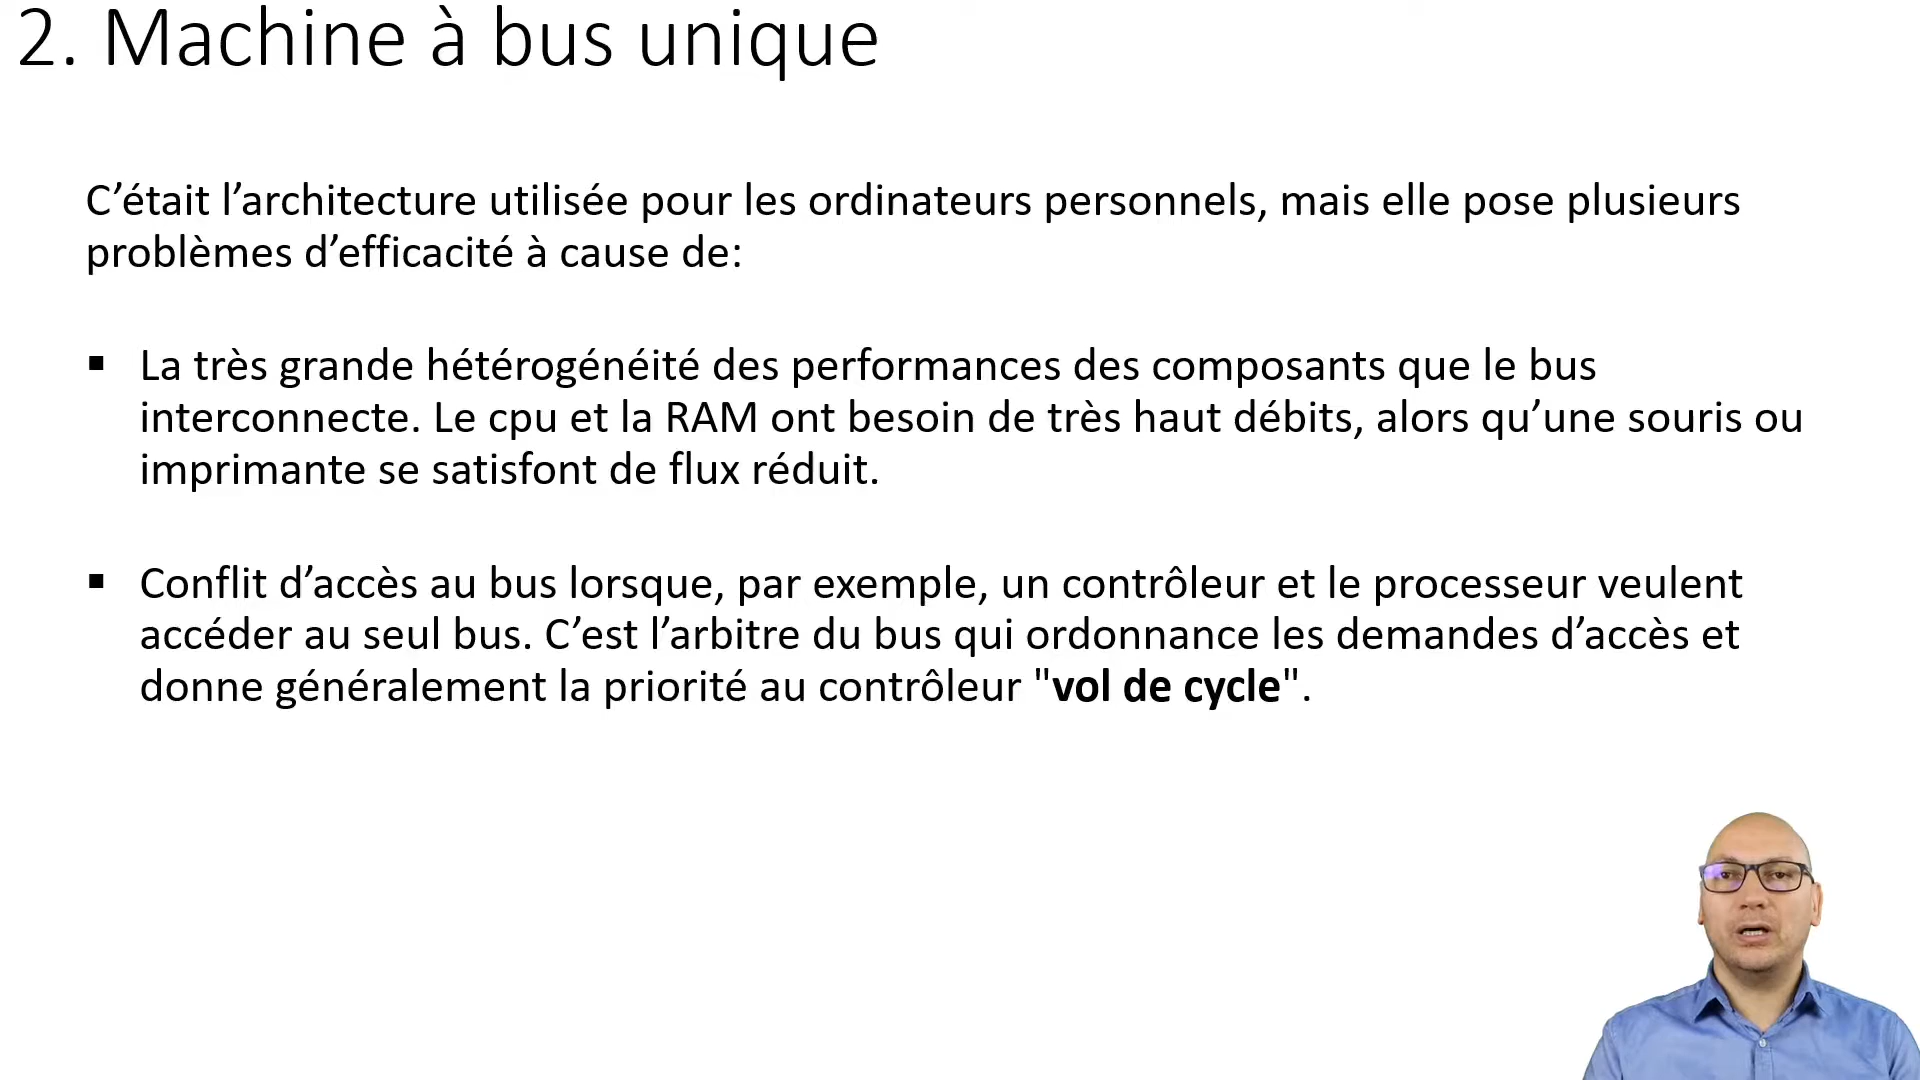 2. Machine à bus unique
C’était l’architecture utilisée pour les ordinateurs personnels, mais elle pose plusieurs
problèmes d’efficacité à cause de:
▪ La très grande hétérogénéité des performances des composants que le bus
interconnecte. Le cpu et la RAM ont besoin de très haut débits, alors qu’une souris ou
imprimante se satisfont de flux réduit.
▪ Conflit d’accès au bus lorsque, par exemple, un contrôleur et le processeur veulent
accéder au seul bus. C’est l’arbitre du bus qui ordonnance les demandes d’accès et
donne généralement la priorité au contrôleur "vol de cycle".